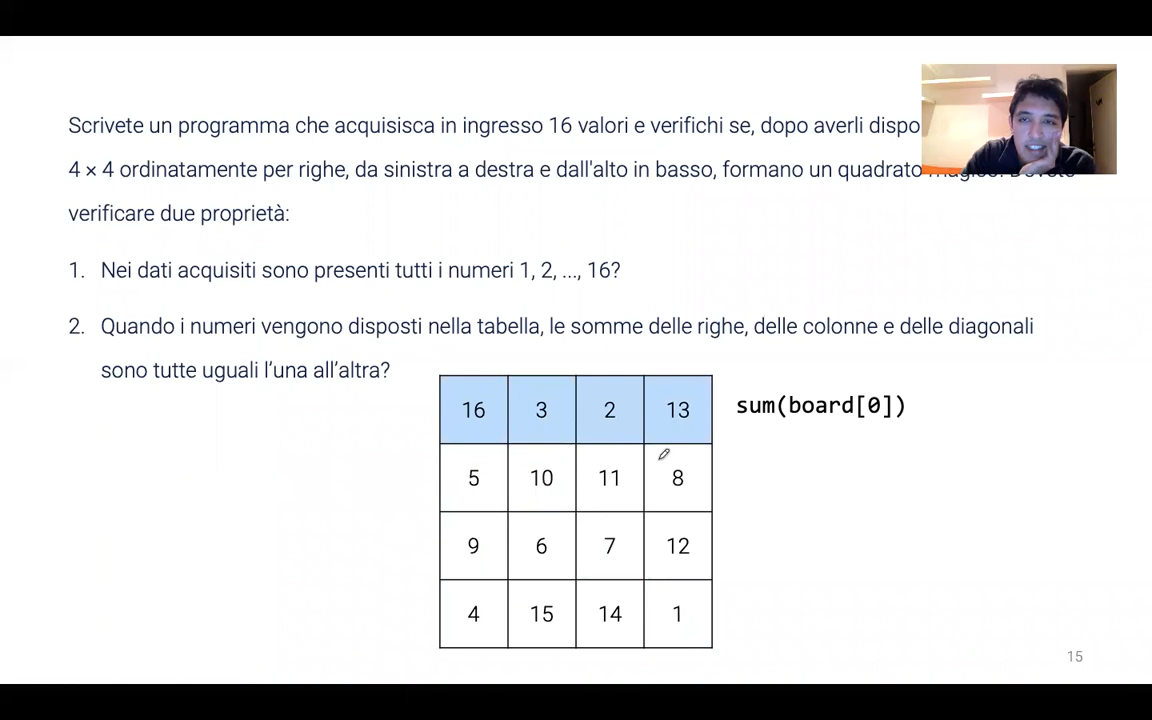 Scrivete un programma che acquisisca in ingresso 16 valori e verifichi se, dopo averli
4 × 4 ordinatamente per righe, da sinistra a destra e dall'alto in basso, formano un quadrato
verificare due proprietà:
1. Nei dati acquisiti sono presenti tutti i numeri 1, 2, ..., 16?
2. Quando i numeri vengono disposti nella tabella, le somme delle righe, delle colonne e delle diagonali
sono tutte uguali l’una all’altra?
16 3 2 13 sum(board[0])
5 10 11 8
9 6 7 12
4 15 14 1
15